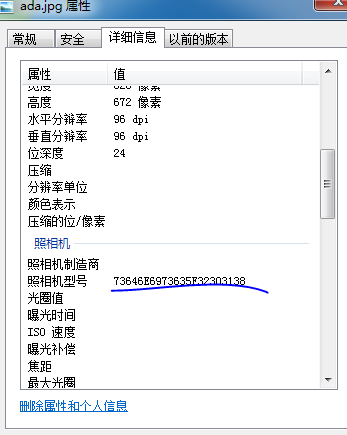 ada.jpg 属性
常规 安全 详细信息 以前的版本
属性 值
高度 672 像素
水平分辨率 96 dpi
垂直分辨率 96 dpi
位深度 24
压缩
分辨率单位
颜色表示
压缩的位/像素
照相机
照相机制造商
照相机型号 73646E6973635F32303138
光圈值
曝光时间
ISO 速度
曝光补偿
焦距
最大光圈
删除属性和个人信息